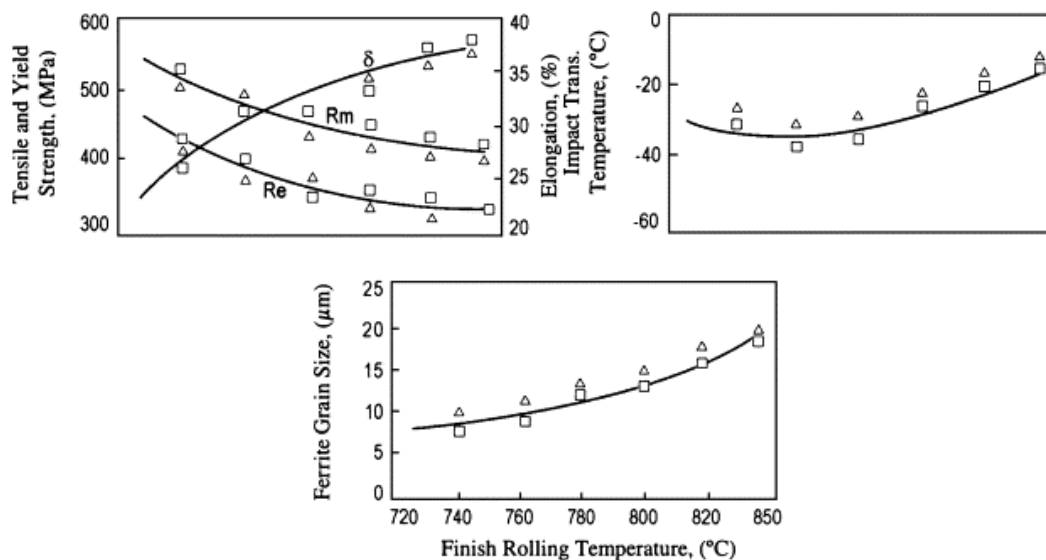 600
500
400
300
Tensile and Yield
Strength. (MPa)
δ
Rm
Re
40
35
30
25
20
Elongation, (%)
Impact Trans.
Temperature, (°C)
0
-20
-40
-60
Ferrite Grain Size, (μm)
25
20
15
10
5
0
720 740 760 780 800 820 850
Finish Rolling Temperature, (ºC)